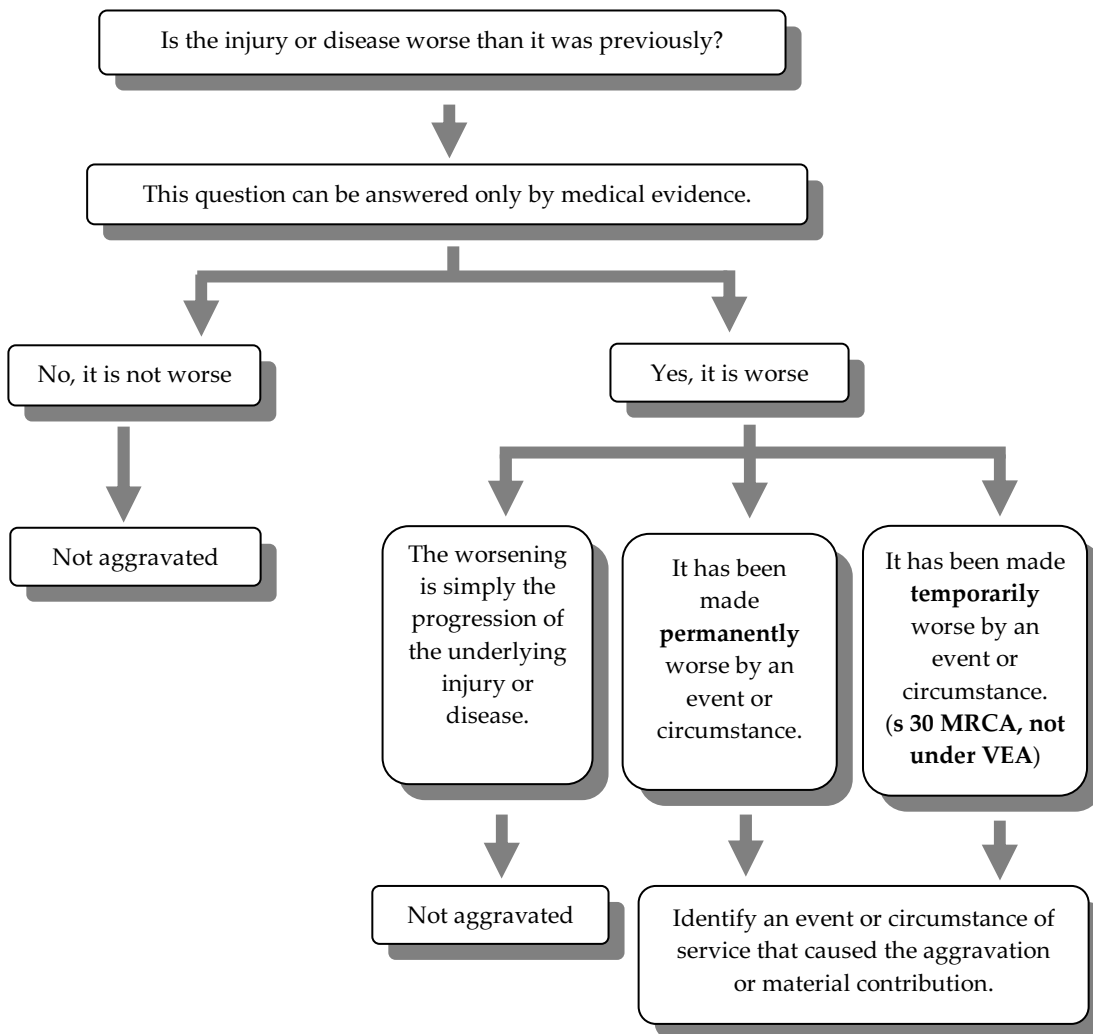 Is the injury or disease worse than it was previously?
This question can be answered only by medical evidence.
No, it is not worse
Yes, it is worse
Not aggravated
The worsening
is simply the
progression of
the underlying
injury or
disease.
It has been
made
permanently
worse by an
event or
circumstance.
It has been made
temporarily
worse by an
event or
circumstance.
(s 30 MRCA, not
under VEA)
Not aggravated
Identify an event or circumstance of
service that caused the aggravation
or material contribution.